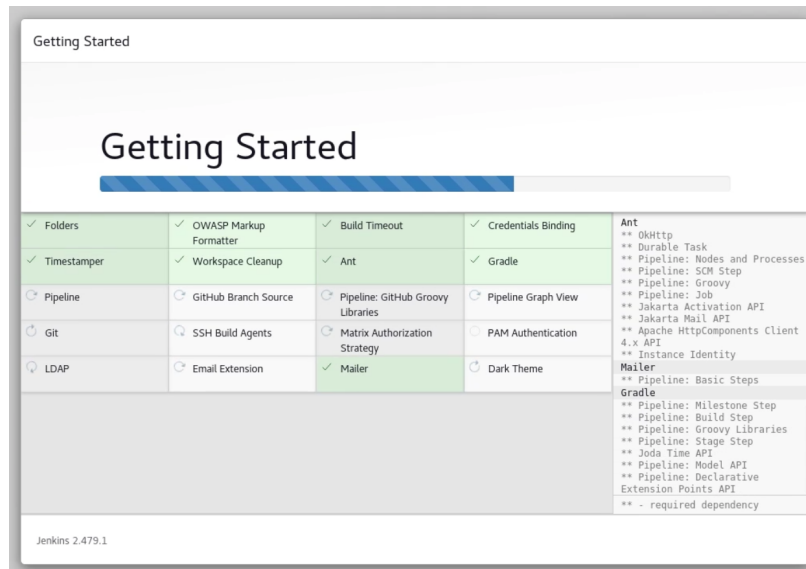 Getting Started
Getting Started
Folders
OWASP Markup
Formatter
Build Timeout
Credentials Binding
Timestamper
Workspace Cleanup
Ant
Gradle
Pipeline
GitHub Branch Source
Pipeline: GitHub Groovy
Libraries
Pipeline Graph View
Git
SSH Build Agents
Matrix Authorization
Strategy
PAM Authentication
LDAP
Email Extension
Mailer
Dark Theme
Ant
** OkHttp
** Durable Task
** Pipeline: Nodes and Processes
** Pipeline: SCM Step
** Pipeline: Groovy
** Pipeline: Job
** Jakarta Activation API
** Jakarta Mail API
** Apache HttpComponents Client
4.x API
** Instance Identity
Mailer
** Pipeline: Basic Steps
Gradle
** Pipeline: Milestone Step
** Pipeline: Build Step
** Pipeline: Groovy Libraries
** Pipeline: Stage Step
** Joda Time API
** Pipeline: Model API
** Pipeline: Declarative
Extension Points API
** - required dependency
Jenkins 2.479.1